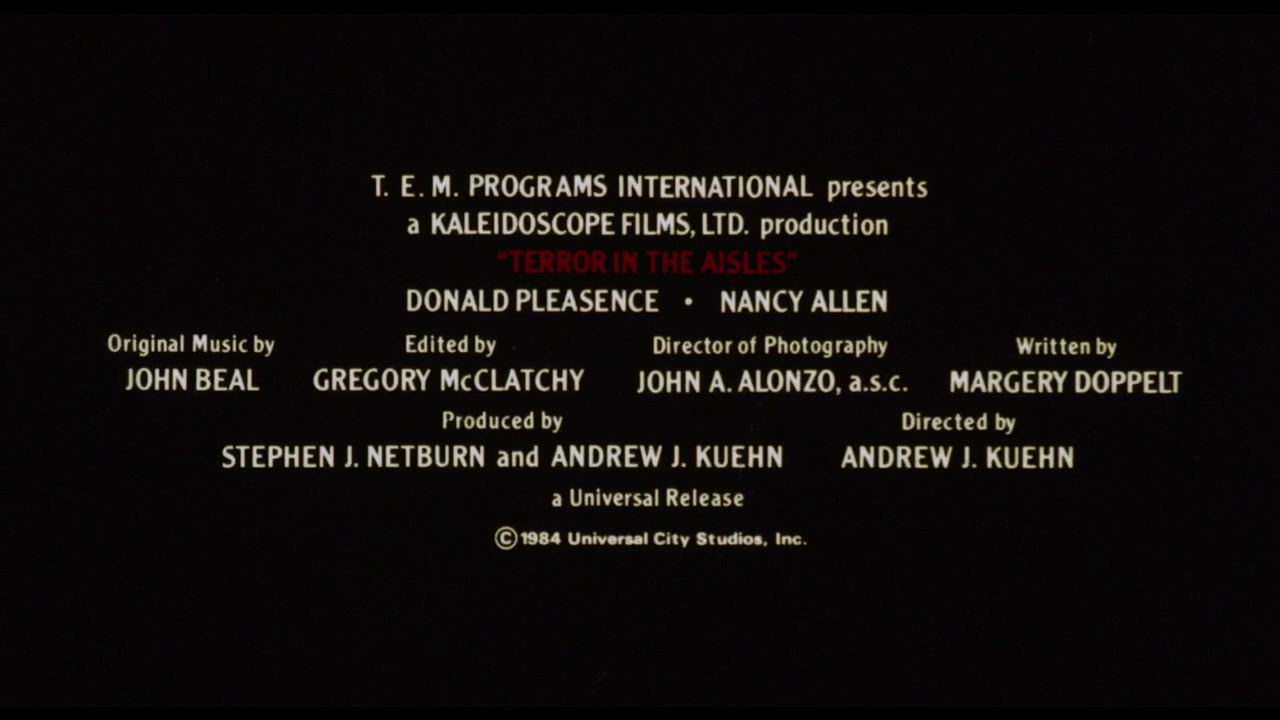 T. E. M. PROGRAMS INTERNATIONAL presents
a KALEIDOSCOPE FILMS, LTD. production
"TERROR IN THE AISLES"
DONALD PLEASENCE • NANCY ALLEN
Original Music by Edited by Director of Photography Written by
JOHN BEAL GREGORY McCLATCHY JOHN A. ALONZO, a.s.c. MARGERY DOPPELT
Produced by Directed by
STEPHEN J. NETBURN and ANDREW J. KUEHN ANDREW J. KUEHN
a Universal Release
©1984 Universal City Studios, Inc.